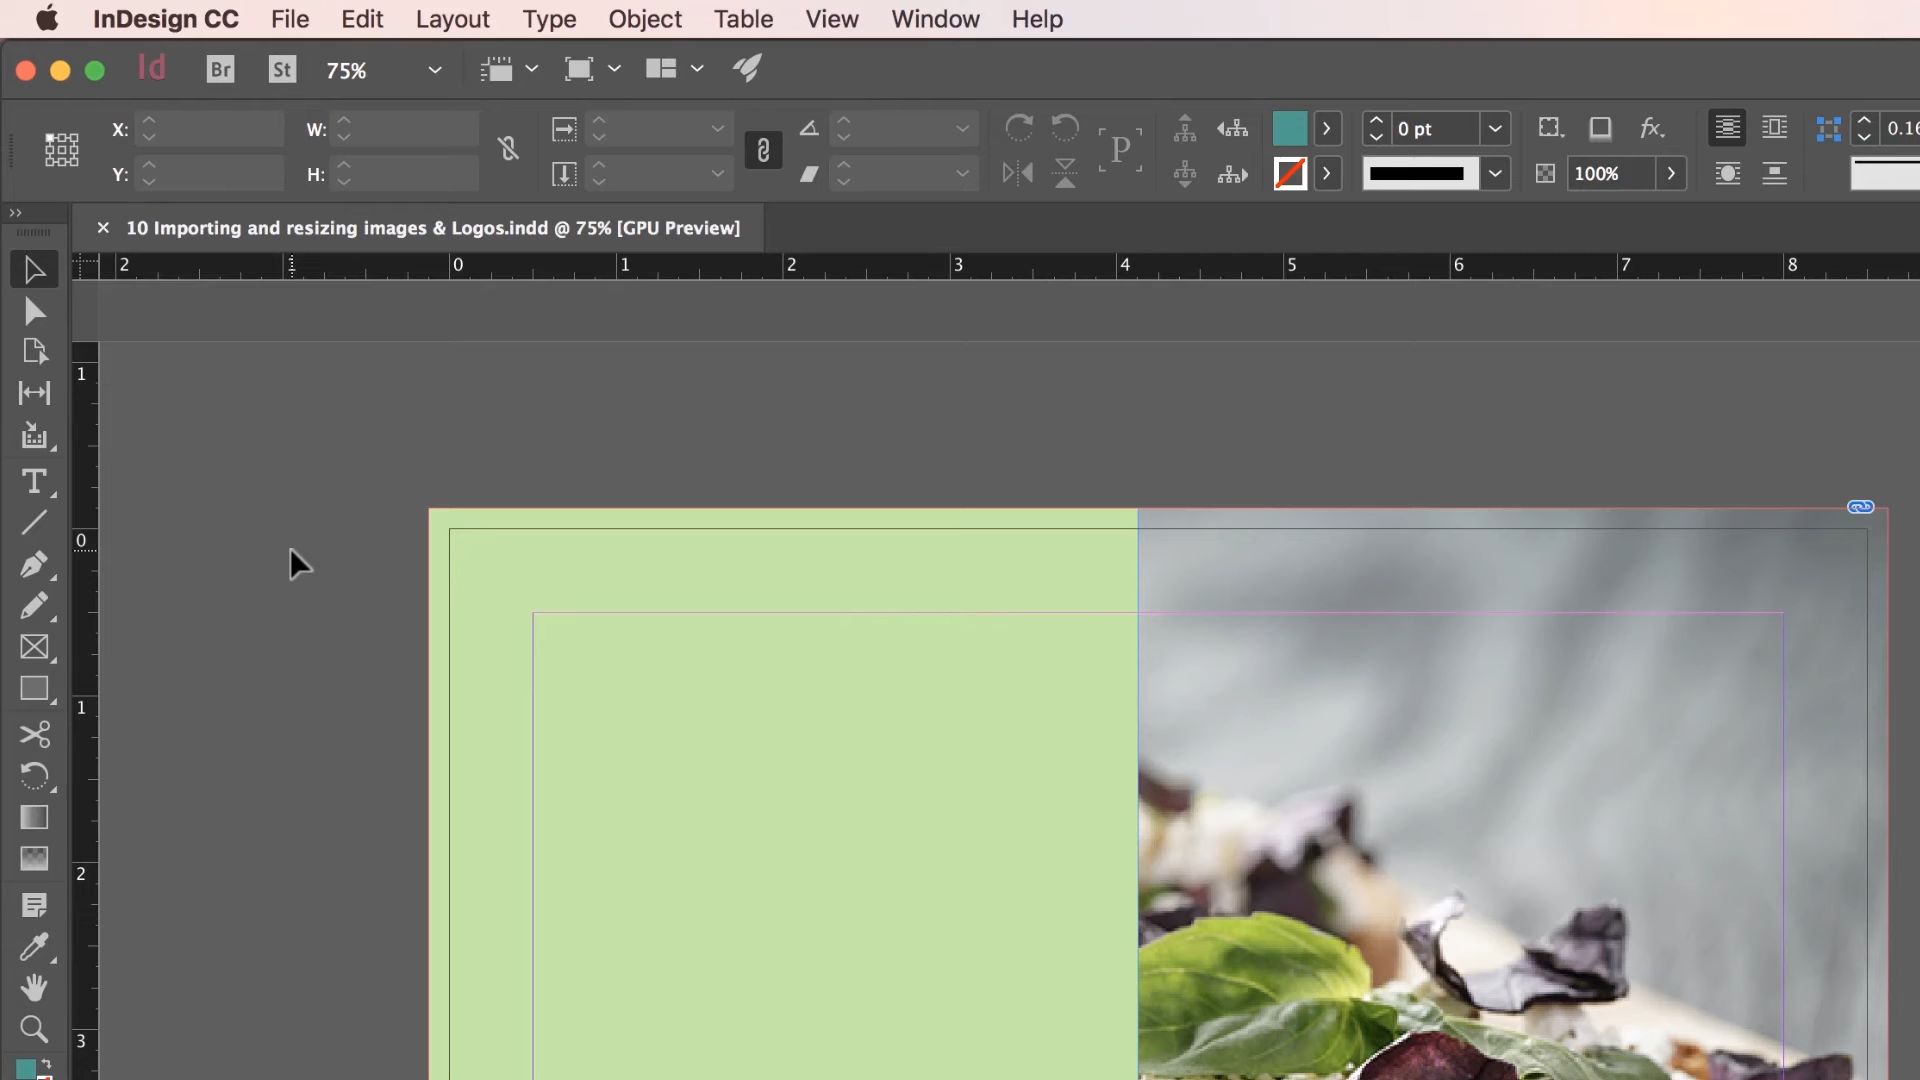 InDesign CC File Edit Layout Type Object Table View Window Help
Id Br St 75%
X: W: 0 pt fx. 0.16
Y: H: P 100%
× 10 Importing and resizing images & Logos.indd @ 75% [GPU Preview]
2 1 0 1 2 3 4 5 6 7 8
1
0
1
2
3
T